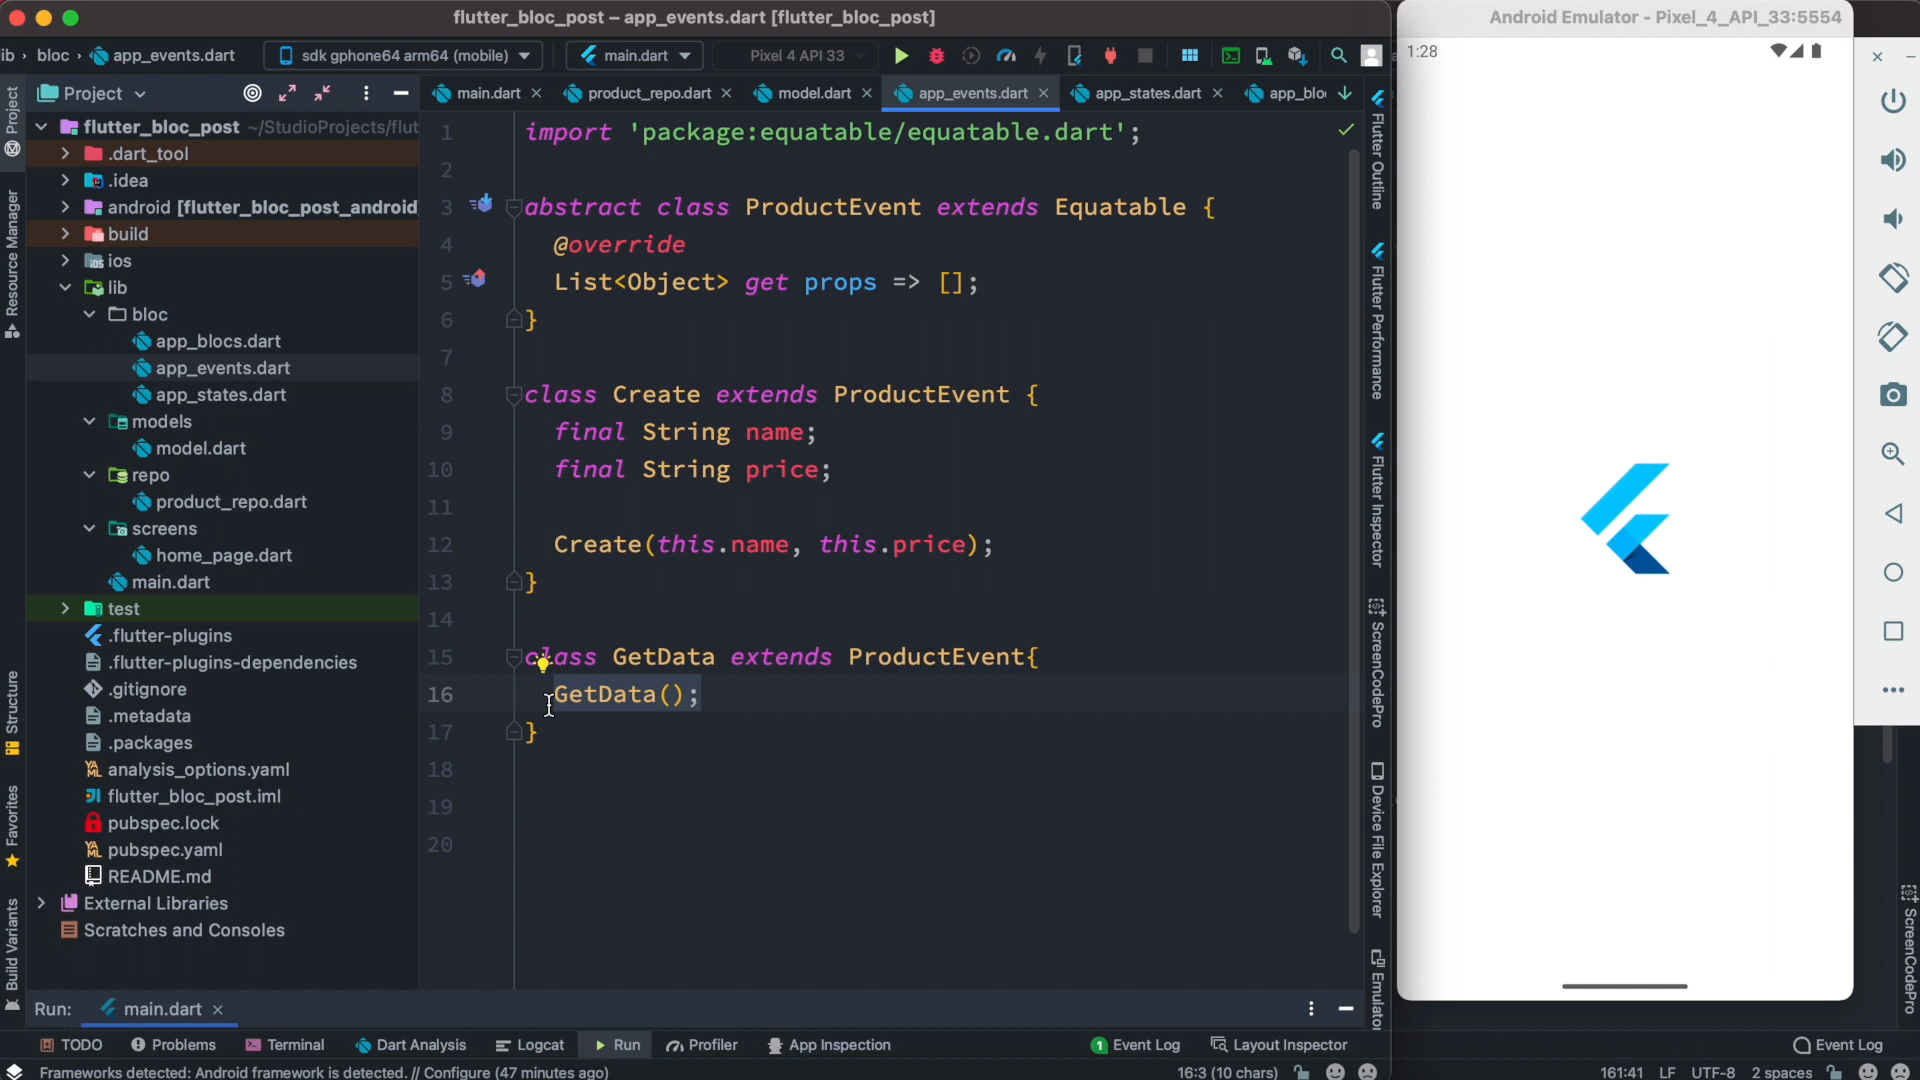 flutter_bloc_post – app_events.dart [flutter_bloc_post]
Android Emulator - Pixel_4_API_33:5554
ib › bloc › app_events.dart
sdk gphone64 arm64 (mobile)
main.dart
Pixel 4 API 33
1:28
Project
main.dart
product_repo.dart
model.dart
app_events.dart
app_states.dart
app_blo
flutter_bloc_post ~/StudioProjects/flut
.dart_tool
.idea
android [flutter_bloc_post_android
build
ios
lib
bloc
app_blocs.dart
app_events.dart
app_states.dart
models
model.dart
repo
product_repo.dart
screens
home_page.dart
main.dart
test
.flutter-plugins
.flutter-plugins-dependencies
.gitignore
.metadata
.packages
analysis_options.yaml
flutter_bloc_post.iml
pubspec.lock
pubspec.yaml
README.md
External Libraries
Scratches and Consoles
1 import 'package:equatable/equatable.dart';
2
3 abstract class ProductEvent extends Equatable {
4 @override
5 List<Object> get props => [];
6 }
7
8 class Create extends ProductEvent {
9 final String name;
10 final String price;
11
12 Create(this.name, this.price);
13 }
14
15 class GetData extends ProductEvent{
16 GetData();
17 }
18
19
20
Project
Resource Manager
Structure
Favorites
Build Variants
Flutter Outline
Flutter Performance
Flutter Inspector
ScreenCodePro
Device File Explorer
Emulato
ScreenCodePro
Run: main.dart
TODO
Problems
Terminal
Dart Analysis
Logcat
Run
Profiler
App Inspection
1 Event Log
Layout Inspector
Event Log
Frameworks detected: Android framework is detected. // Configure (47 minutes ago)
16:3 (10 chars)
161:41 LF UTF-8 2 spaces